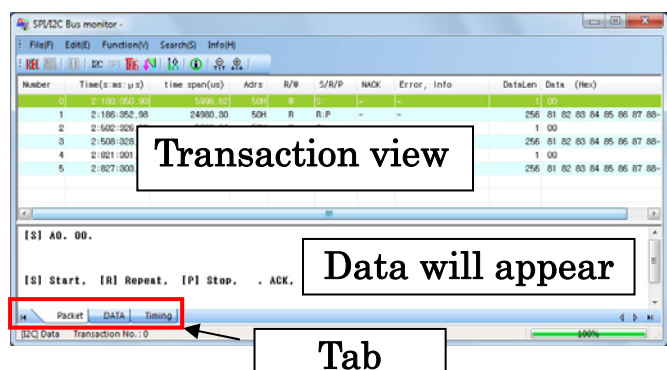 SPI/I2C Bus monitor -
File(F) Edit(E) Function(V) Search(S) Info(H)
Number Time(s:ms:μs) time span(us) Adrs R/W S/R/P NACK Error, Info DataLen Data (Hex)
0 2:180:350.90 5996.62 50H W S: - - 1 00
1 2:186:352.98 24980.30 50H R R:P - - 256 81 82 83 84 85 86 87 88-
2 2:502:326 1 00
3 2:508:328 256 81 82 83 84 85 86 87 88-
4 2:821:301 1 00
5 2:827:303 256 81 82 83 84 85 86 87 88-
Transaction view
[S] A0. 00.
Data will appear
[S] Start, [R] Repeat, [P] Stop, . ACK,
Packet DATA Timing
[I2C] Data Transaction No. : 0 100%
Tab